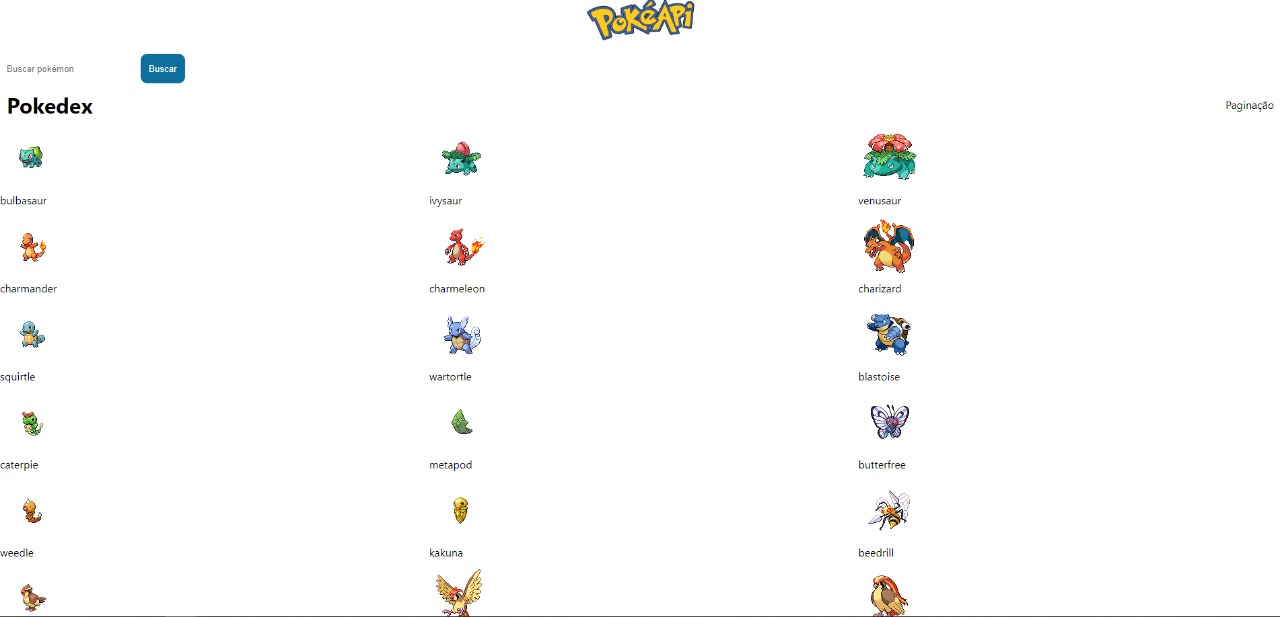 PokéApi
Buscar pokémon Buscar
Pokedex Paginação
bulbasaur ivysaur venusaur
charmander charmeleon charizard
squirtle wartortle blastoise
caterpie metapod butterfree
weedle kakuna beedrill